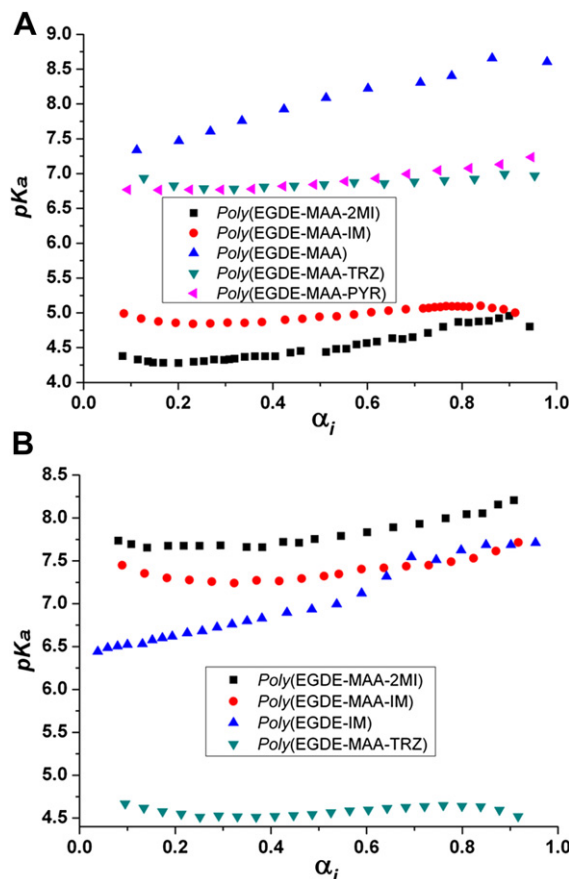 A
9.0
8.5
8.0
7.5
7.0
6.5
6.0
5.5
5.0
4.5
4.0
pKa
Poly(EGDE-MAA-2MI)
Poly(EGDE-MAA-IM)
Poly(EGDE-MAA)
Poly(EGDE-MAA-TRZ)
Poly(EGDE-MAA-PYR)
0.0 0.2 0.4 0.6 0.8 1.0
αi
B
8.5
8.0
7.5
7.0
6.5
6.0
5.5
5.0
4.5
pKa
Poly(EGDE-MAA-2MI)
Poly(EGDE-MAA-IM)
Poly(EGDE-IM)
Poly(EGDE-MAA-TRZ)
0.0 0.2 0.4 0.6 0.8 1.0
αi